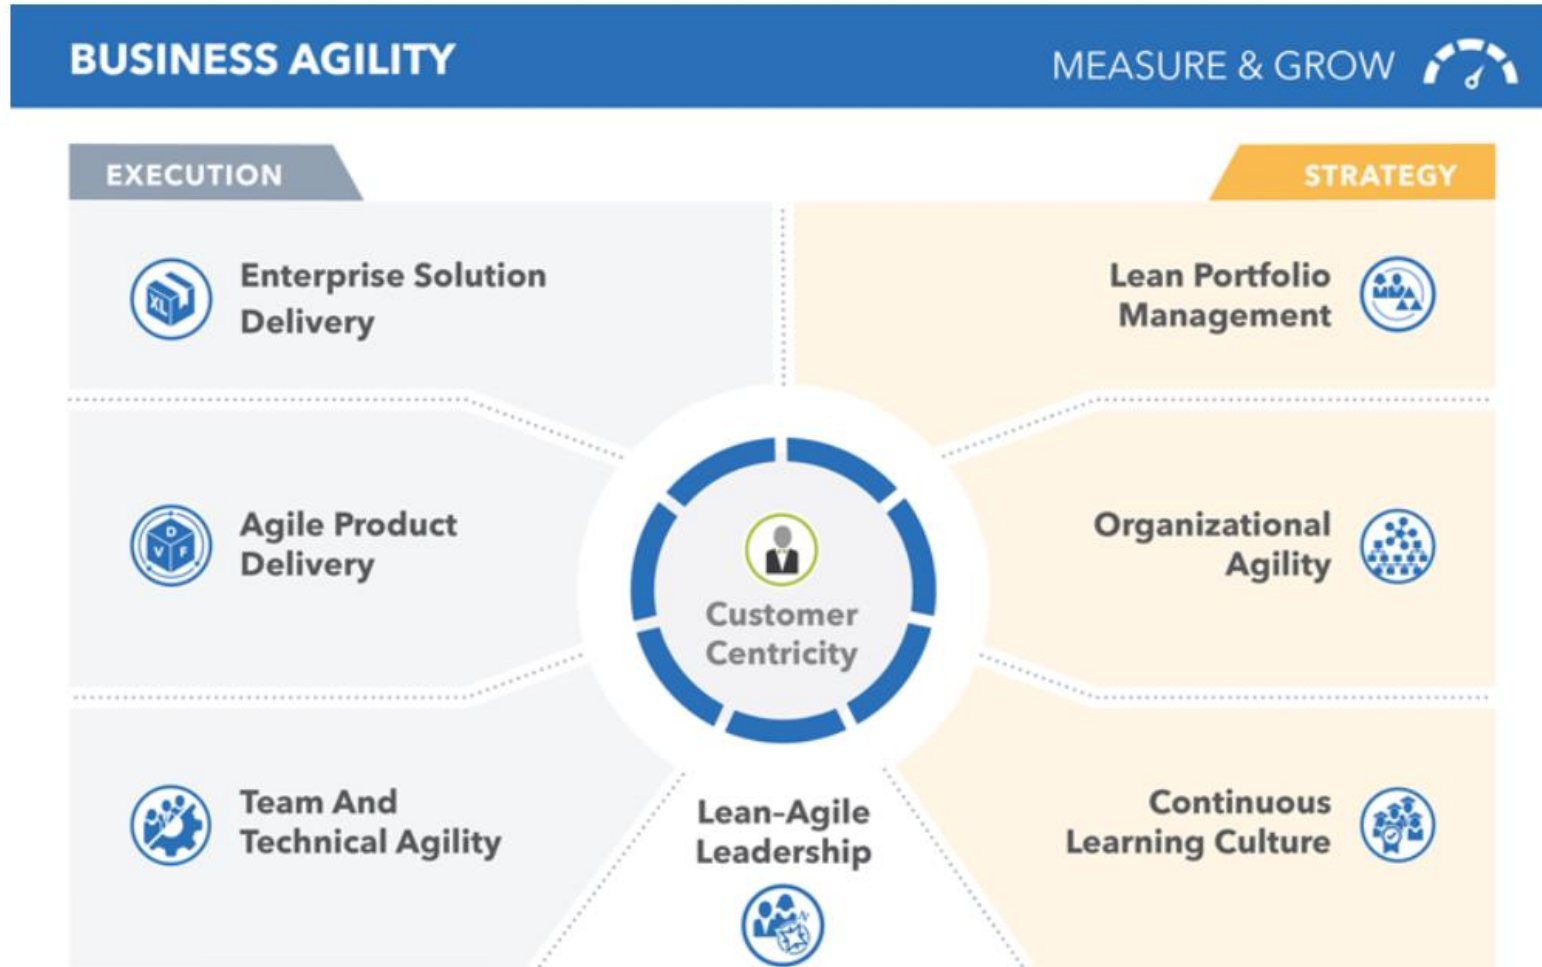 BUSINESS AGILITY
MEASURE & GROW
EXECUTION
STRATEGY
Enterprise Solution
Delivery
Lean Portfolio
Management
XL
Agile Product
Delivery
D
V F
Organizational
Agility
Customer
Centricity
Team And
Technical Agility
Lean–Agile
Leadership
Continuous
Learning Culture